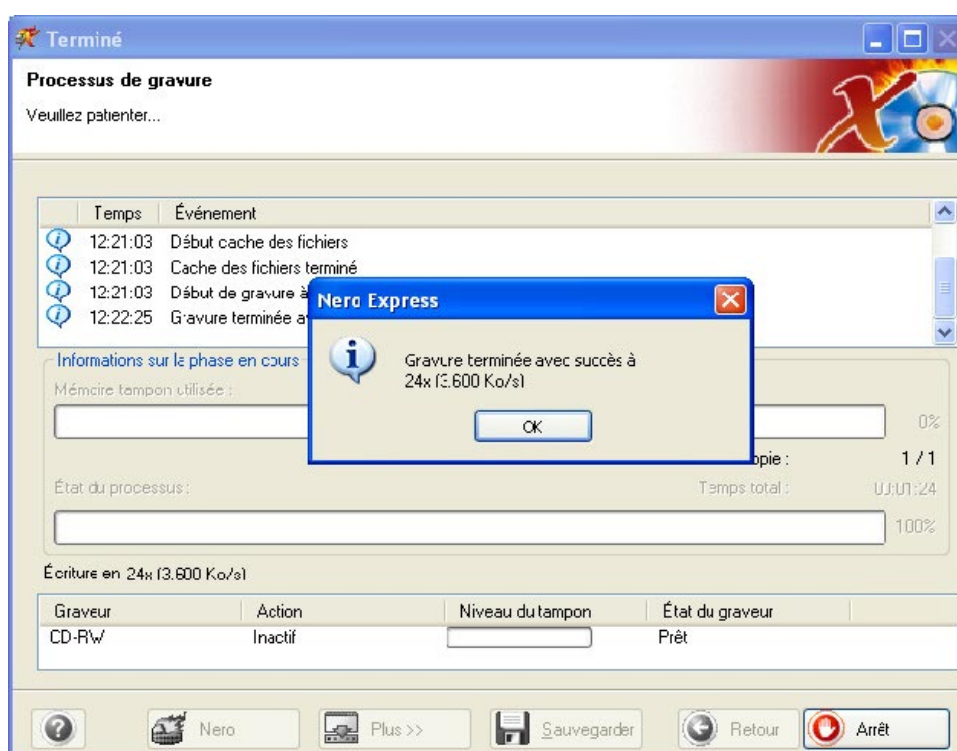 Terminé
Processus de gravure
Veuillez patienter...
Temps Événement
12:21:03 Début cache des fichiers
12:21:03 Cache des fichiers terminé
12:21:03 Début de gravure à
12:22:25 Gravure terminée a
Nero Express
Gravure terminée avec succès à
24x (3.600 Ko/s)
OK
Informations sur la phase en cours
Mémoire tampon utilisée :
0%
opie : 1 / 1
État du processus : Temps total : 00:01:24
100%
Écriture en 24x (3.600 Ko/s)
Graveur Action Niveau du tampon État du graveur
CD-RW Inactif Prêt
Nero Plus >> Sauvegarder Retour Arrêt